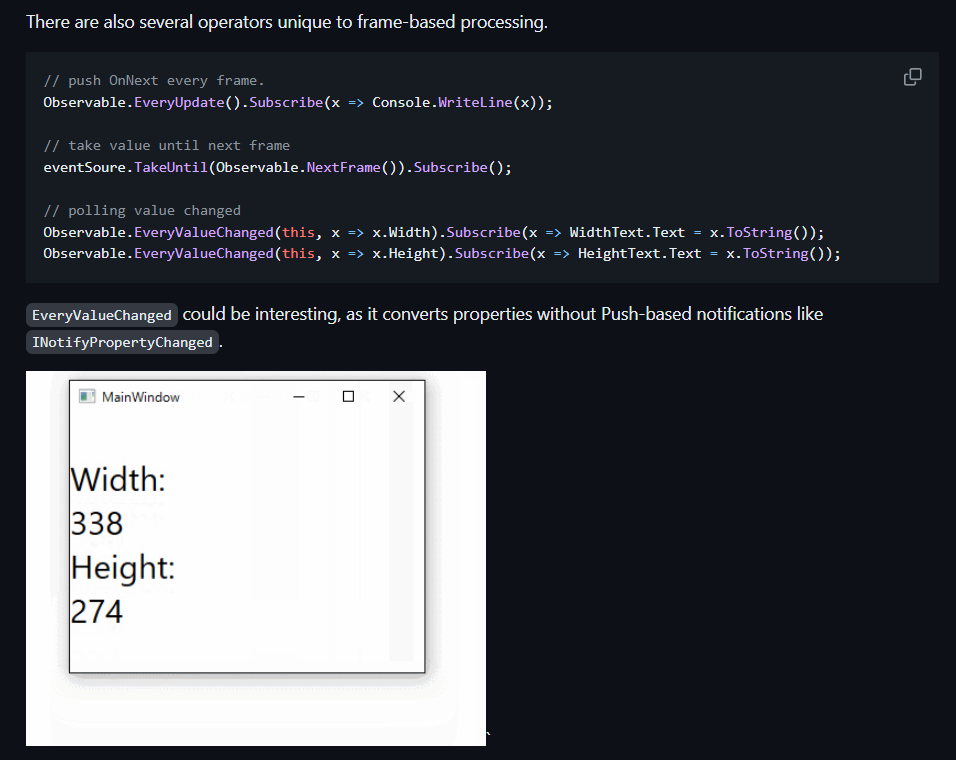 There are also several operators unique to frame-based processing.
// push OnNext every frame.
Observable.EveryUpdate().Subscribe(x => Console.WriteLine(x));
// take value until next frame
eventSoure.TakeUntil(Observable.NextFrame()).Subscribe();
// polling value changed
Observable.EveryValueChanged(this, x => x.Width).Subscribe(x => WidthText.Text = x.ToString());
Observable.EveryValueChanged(this, x => x.Height).Subscribe(x => HeightText.Text = x.ToString());
EveryValueChanged could be interesting, as it converts properties without Push-based notifications like
INotifyPropertyChanged.
MainWindow
Width:
338
Height:
274
`